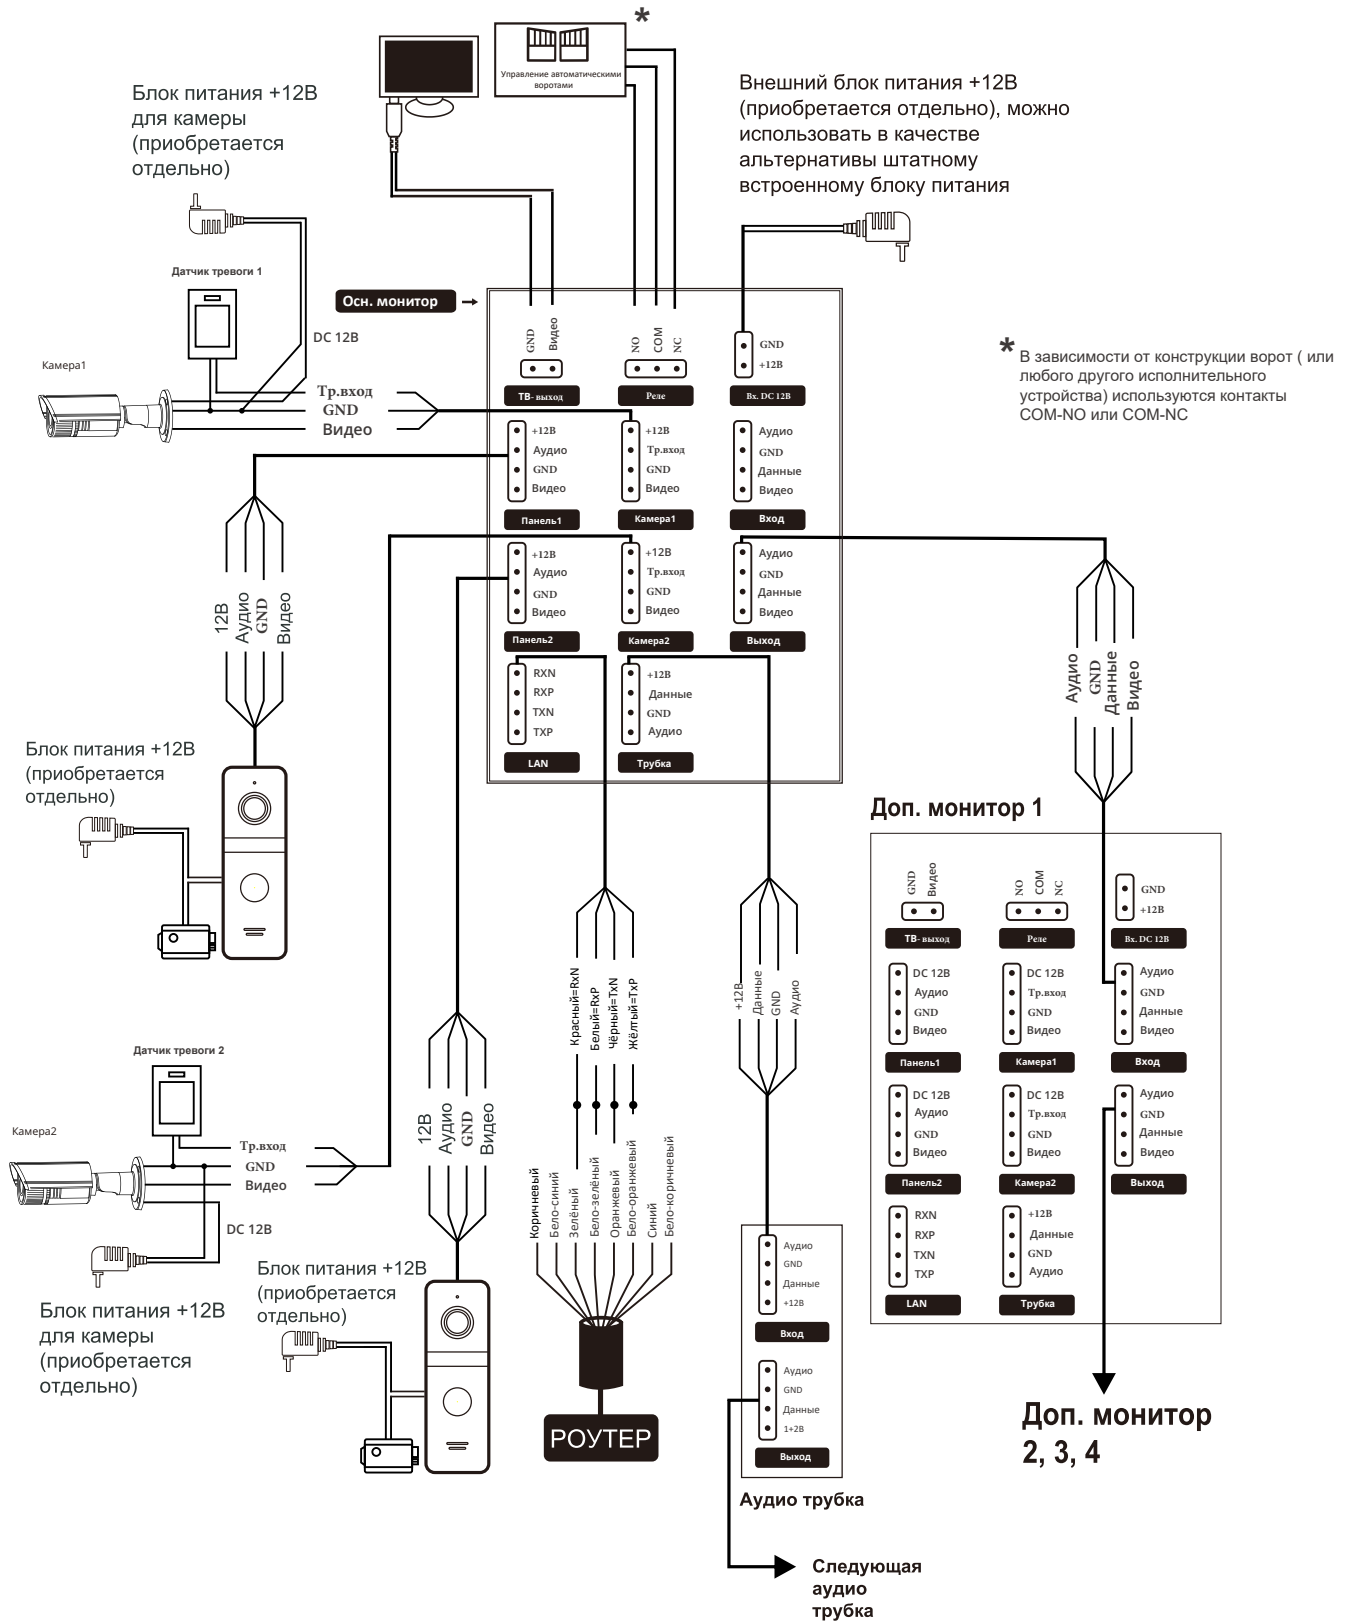 *
Управление автоматическими
воротами
Блок питания +12В
для камеры
(приобретается
отдельно)
Внешний блок питания +12В
(приобретается отдельно), можно
использовать в качестве
альтернативы штатному
встроенному блоку питания
Датчик тревоги 1
DC 12В
Камера1
Тр.вход
GND
Видео
Осн. монитор
GND
Видео
ТВ- выход
NO
COM
NC
Реле
GND
+12В
Вх. DC 12В
* В зависимости от конструкции ворот ( или
любого другого исполнительного
устройства) используются контакты
COM-NO или COM-NC
+12В
Аудио
GND
Видео
Панель1
+12В
Тр.вход
GND
Видео
Камера1
Аудио
GND
Данные
Видео
Вход
+12В
Аудио
GND
Видео
Панель2
+12В
Тр.вход
GND
Видео
Камера2
Аудио
GND
Данные
Видео
Выход
RXN
RXP
TXN
TXP
LAN
+12В
Данные
GND
Аудио
Трубка
12В
Аудио
GND
Видео
Блок питания +12В
(приобретается
отдельно)
Аудио
GND
Данные
Видео
Доп. монитор 1
GND
Видео
ТВ- выход
NO
COM
NC
Реле
GND
+12В
Вх. DC 12В
DC 12В
Аудио
GND
Видео
Панель1
DC 12В
Тр.вход
GND
Видео
Камера1
Аудио
GND
Данные
Видео
Вход
DC 12В
Аудио
GND
Видео
Панель2
DC 12В
Тр.вход
GND
Видео
Камера2
Аудио
GND
Данные
Видео
Выход
RXN
RXP
TXN
TXP
LAN
+12В
Данные
GND
Аудио
Трубка
Доп. монитор
2, 3, 4
Датчик тревоги 2
Камера2
Тр.вход
GND
Видео
DC 12В
Блок питания +12В
для камеры
(приобретается
отдельно)
12В
Аудио
GND
Видео
Блок питания +12В
(приобретается
отдельно)
Красный=RxN
Белый=RxP
Чёрный=TxN
Жёлтый=TxP
Коричневый
Бело-синий
Зелёный
Бело-зелёный
Оранжевый
Бело-оранжевый
Синий
Бело-коричневый
РОУТЕР
+12В
Данные
GND
Аудио
Аудио
GND
Данные
+12В
Вход
Аудио
GND
Данные
1+2В
Выход
Аудио трубка
Следующая
аудио
трубка